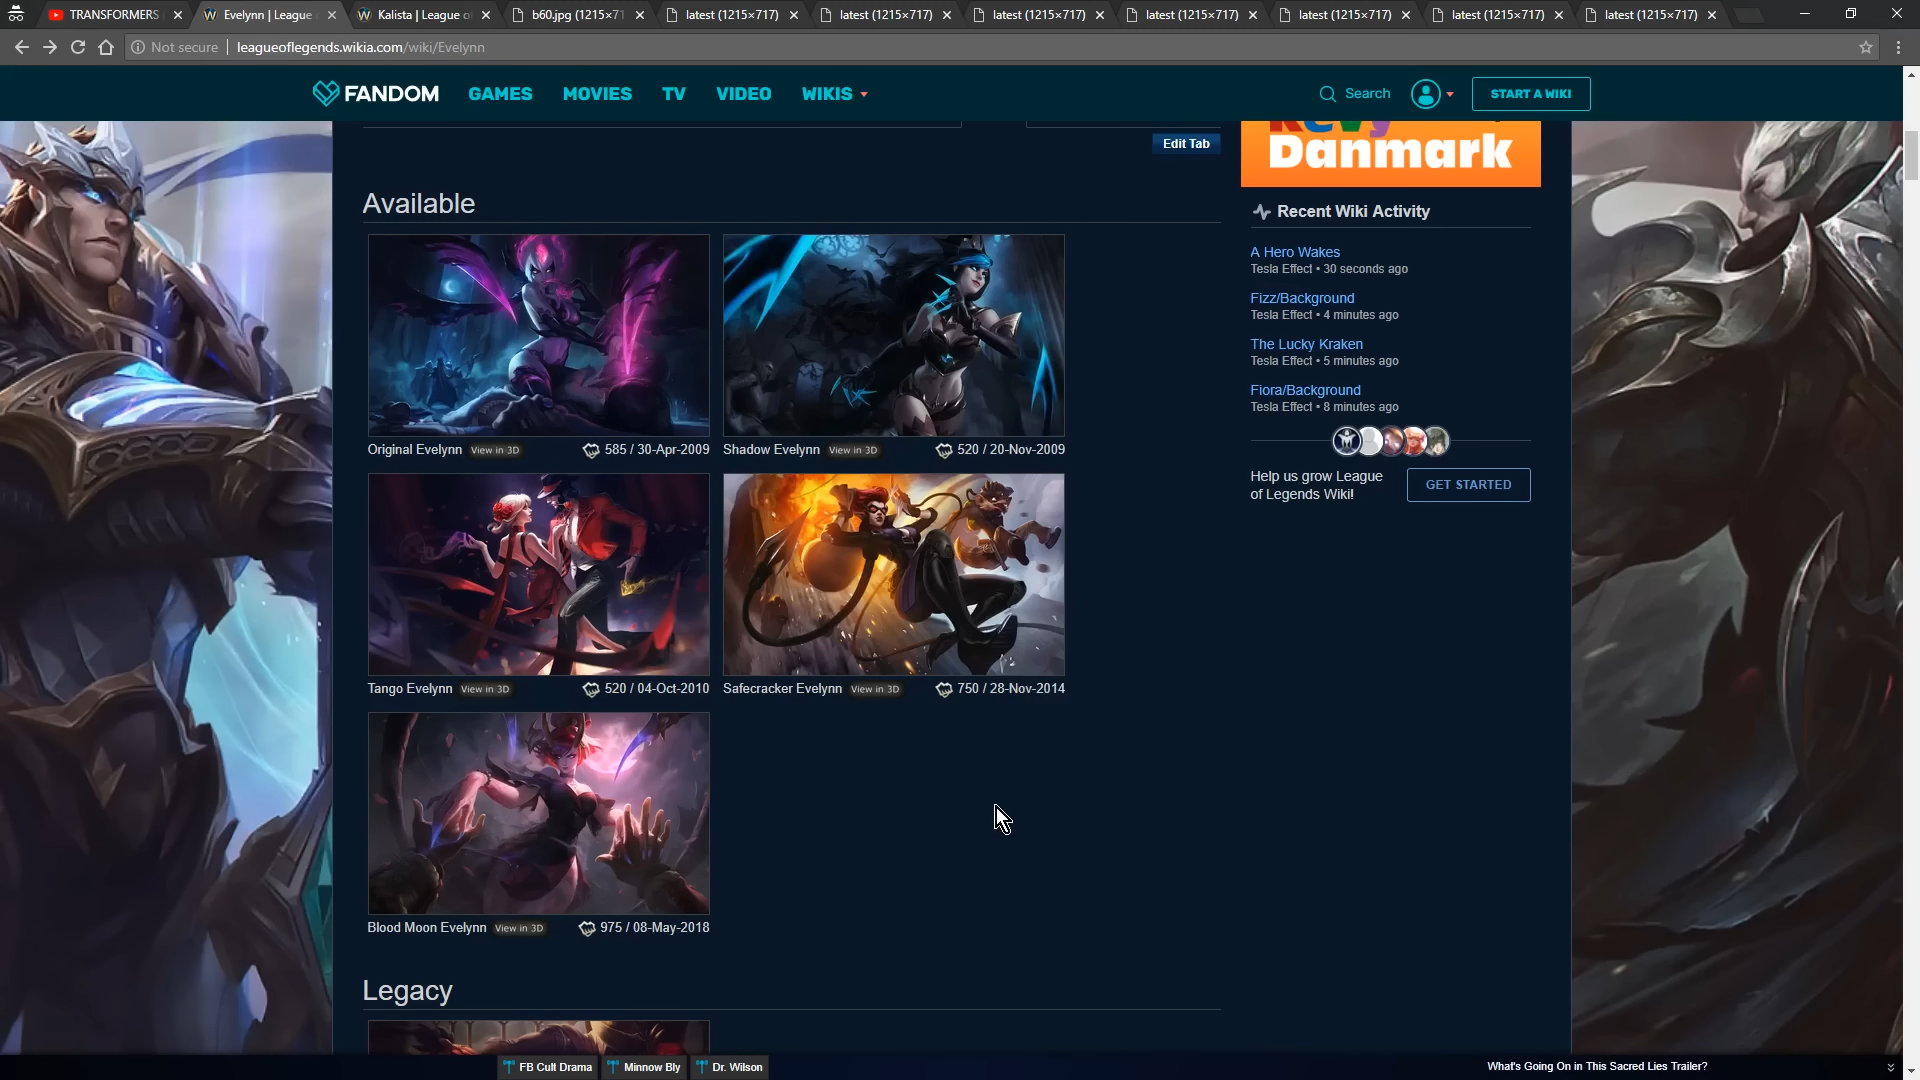 TRANSFORMERS
Evelynn | League
Kalista | League o
b60.jpg (1215×71
latest (1215×717)
latest (1215×717)
latest (1215×717)
latest (1215×717)
latest (1215×717)
latest (1215×717)
latest (1215×717)
Not secure
leagueoflegends.wikia.com/wiki/Evelynn
FANDOM
GAMES
MOVIES
TV
VIDEO
WIKIS
Search
START A WIKI
Edit Tab
Danmark
Available
Recent Wiki Activity
A Hero Wakes
Tesla Effect • 30 seconds ago
Fizz/Background
Tesla Effect • 4 minutes ago
The Lucky Kraken
Tesla Effect • 5 minutes ago
Fiora/Background
Tesla Effect • 8 minutes ago
Help us grow League
of Legends Wiki!
GET STARTED
Original Evelynn View in 3D 585 / 30-Apr-2009
Shadow Evelynn View in 3D 520 / 20-Nov-2009
Tango Evelynn View in 3D 520 / 04-Oct-2010
Safecracker Evelynn View in 3D 750 / 28-Nov-2014
Blood Moon Evelynn View in 3D 975 / 08-May-2018
Legacy
FB Cult Drama
Minnow Bly
Dr. Wilson
What's Going On in This Sacred Lies Trailer?